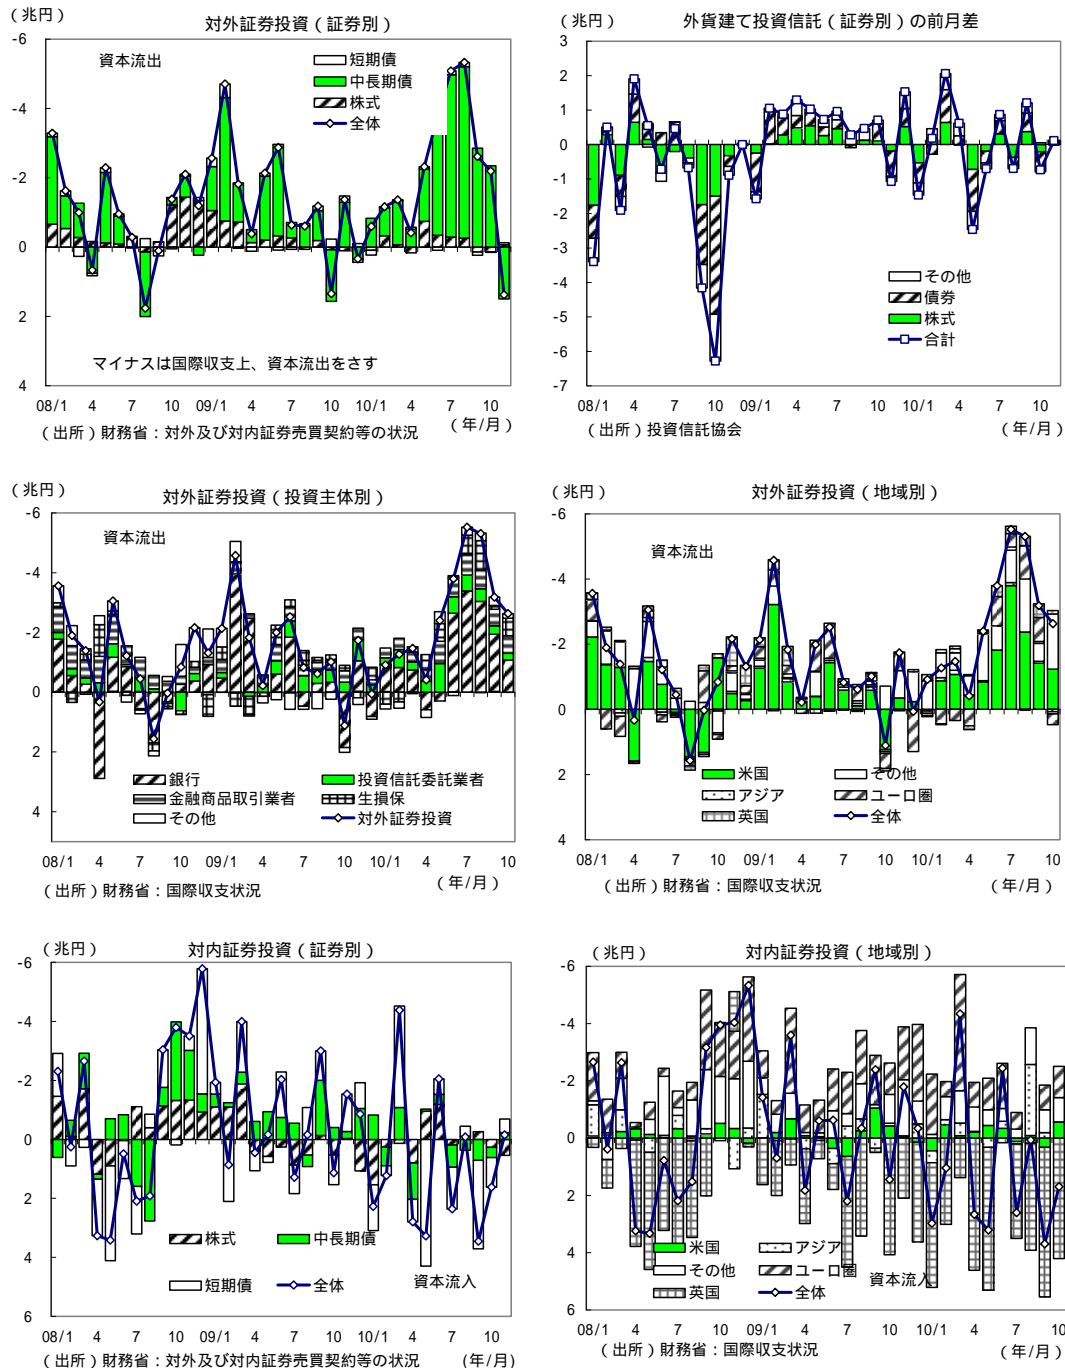 （兆円）
対外証券投資（証券別）
-6
-4
-2
0
2
4
資本流出
短期債
中長期債
株式
全体
マイナスは国際収支上、資本流出をさす
08/1 4 7 10 09/1 4 7 10 10/1 4 7 10
（年/月）
（出所）財務省：対外及び対内証券売買契約等の状況
（兆円）
外貨建て投資信託（証券別）の前月差
3
2
1
0
-1
-2
-3
-4
-5
-6
-7
その他
債券
株式
合計
08/1 4 7 10 09/1 4 7 10 10/1 4 7 10
（年/月）
（出所）投資信託協会
（兆円）
対外証券投資（投資主体別）
-6
-4
-2
0
2
4
資本流出
銀行 投資信託委託業者
金融商品取引業者 生損保
その他 対外証券投資
08/1 4 7 10 09/1 4 7 10 10/1 4 7 10
（年/月）
（出所）財務省：国際収支状況
（兆円）
対外証券投資（地域別）
-6
-4
-2
0
2
4
資本流出
米国 その他
アジア ユーロ圏
英国 全体
08/1 4 7 10 09/1 4 7 10 10/1 4 7 10
（年/月）
（出所）財務省：国際収支状況
（兆円）
対内証券投資（証券別）
-6
-4
-2
0
2
4
6
株式 中長期債
短期債 全体
資本流入
08/1 4 7 10 09/1 4 7 10 10/1 4 7 10
（出所）財務省：対外及び対内証券売買契約等の状況 (年/月)
（兆円）
対内証券投資（地域別）
-6
-4
-2
0
2
4
6
米国 アジア
その他 ユーロ圏
英国 全体
資本流入
08/1 4 7 10 09/1 4 7 10 10/1 4 7 10
（出所）財務省：国際収支状況 （年/月）